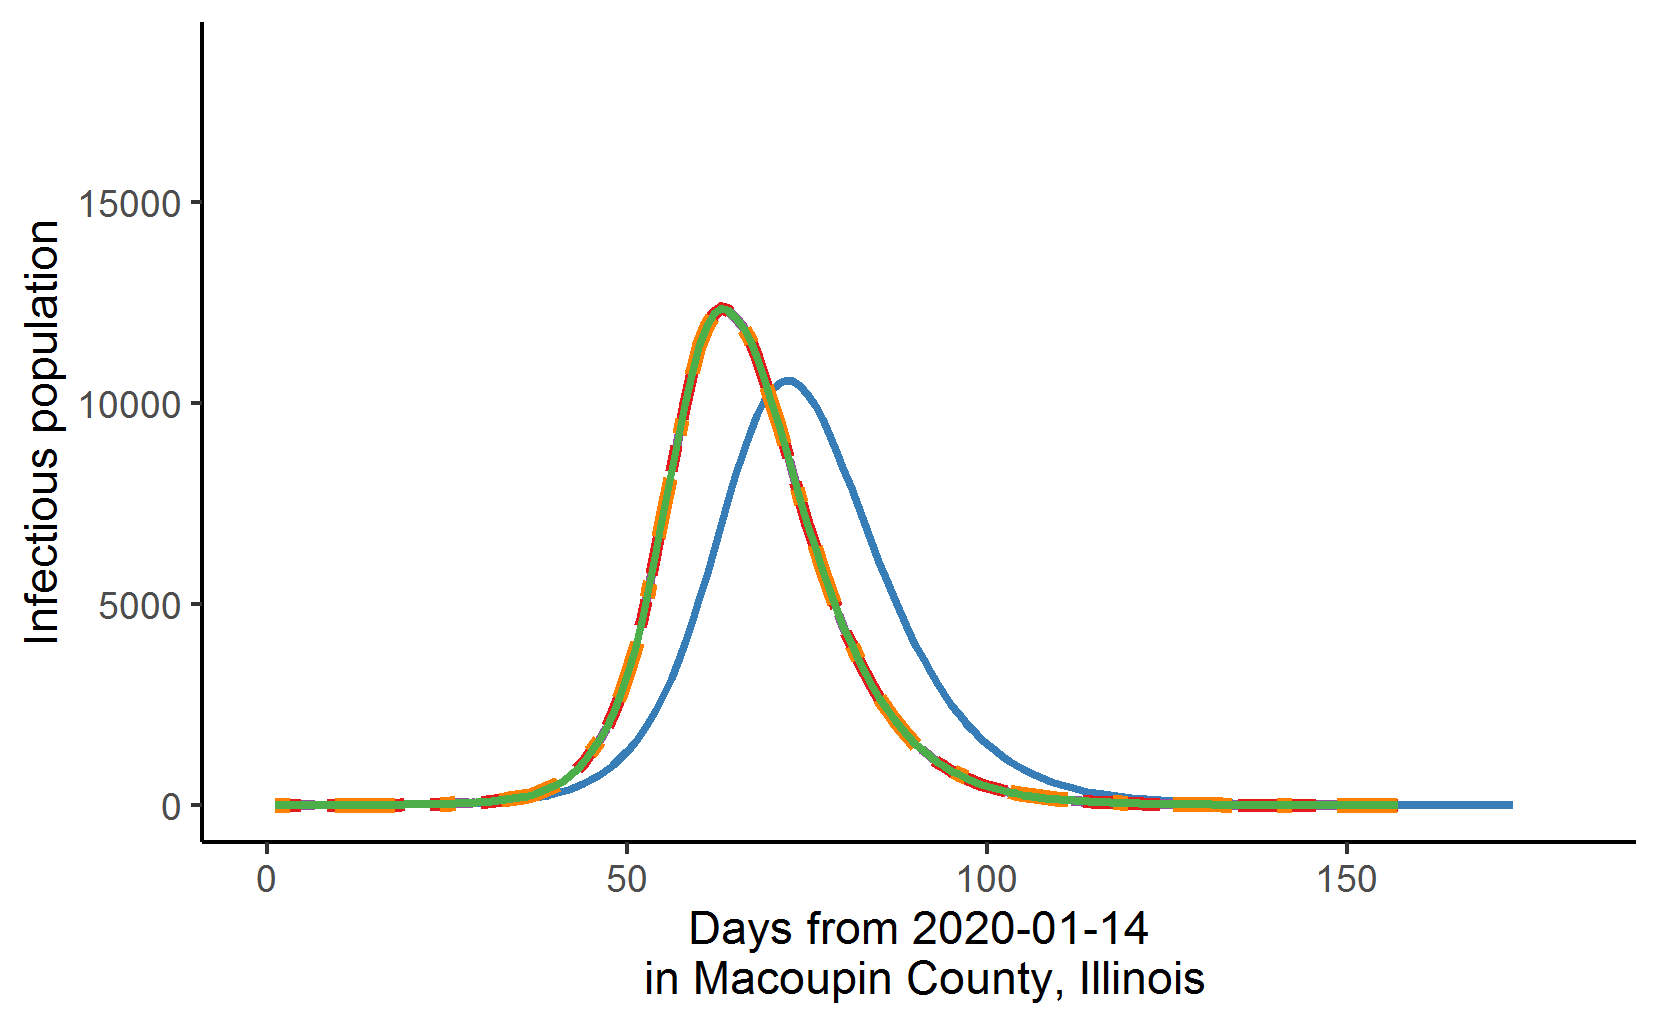 Infectious population
15000
10000
5000
0
0 50 100 150
Days from 2020-01-14
in Macoupin County, Illinois